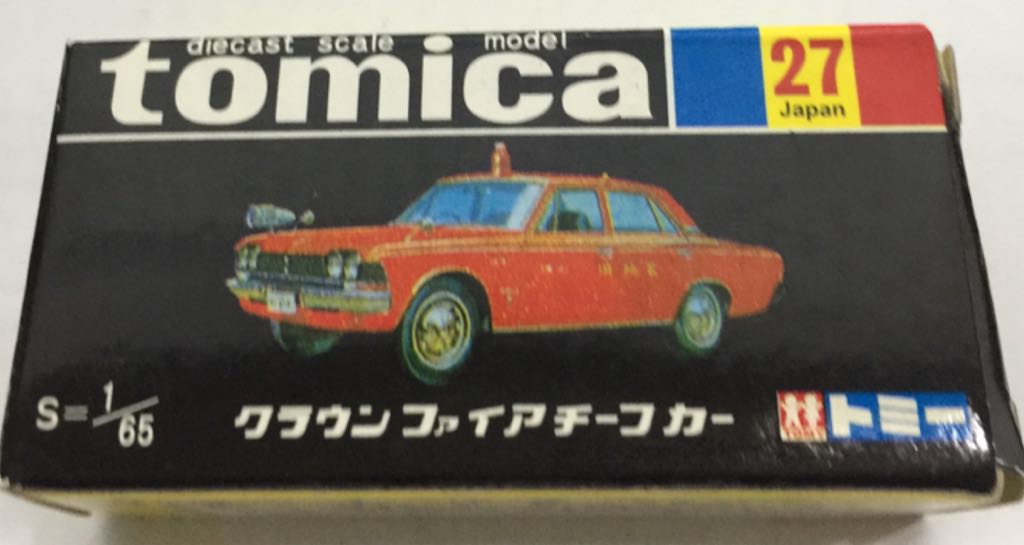 diecast scale model
tomica
27
Japan
S=1/65
クラウン ファイアチーフカー
TOMY
トミー